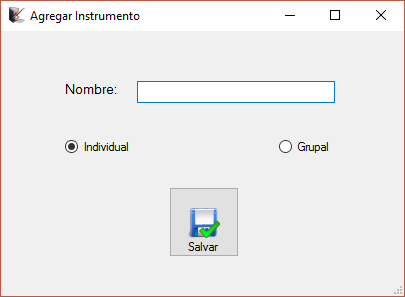 Agregar Instrumento
Nombre:
Individual
Grupal
Salvar